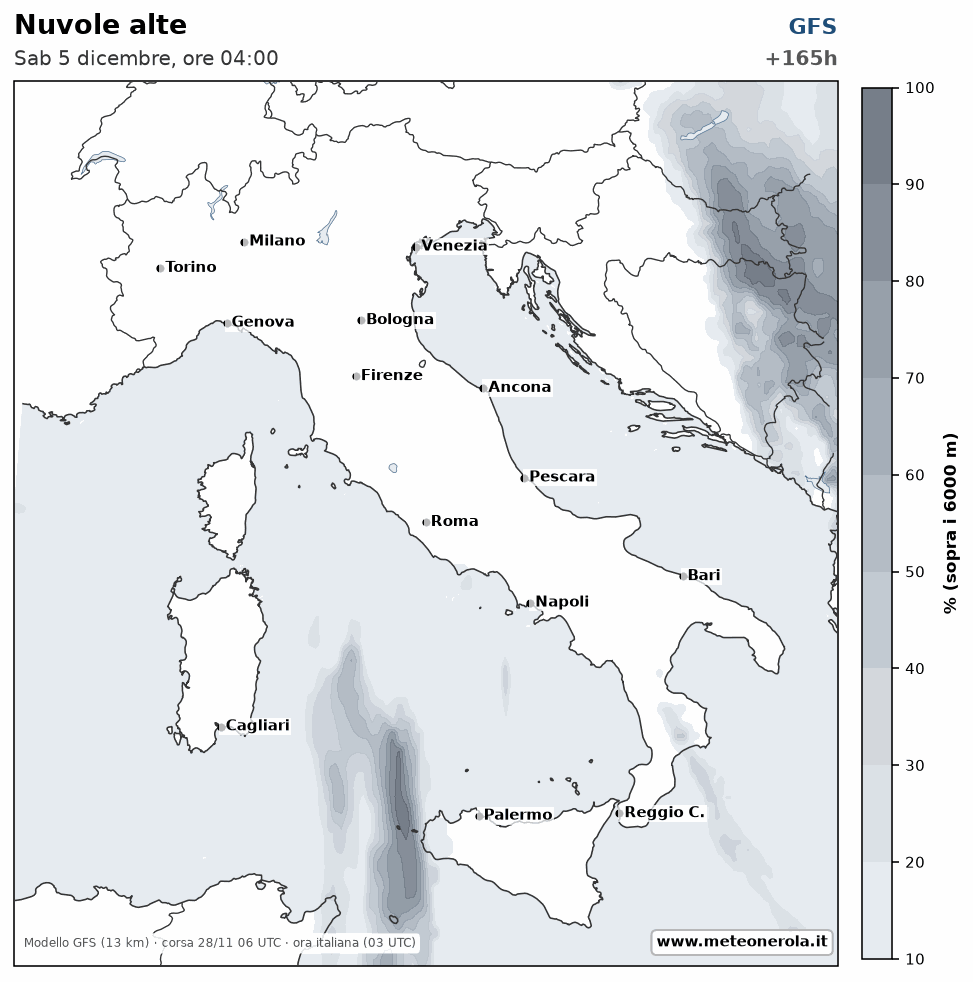 Nuvole alte
GFS
Sab 5 dicembre, ore 04:00
+165h
Milano
Venezia
Torino
Genova
Bologna
Firenze
Ancona
Pescara
Roma
Bari
Napoli
Cagliari
Palermo
Reggio C.
Modello GFS (13 km) · corsa 28/11 06 UTC · ora italiana (03 UTC)
www.meteonerola.it
100
90
80
70
60
50
40
30
20
10
% (sopra i 6000 m)